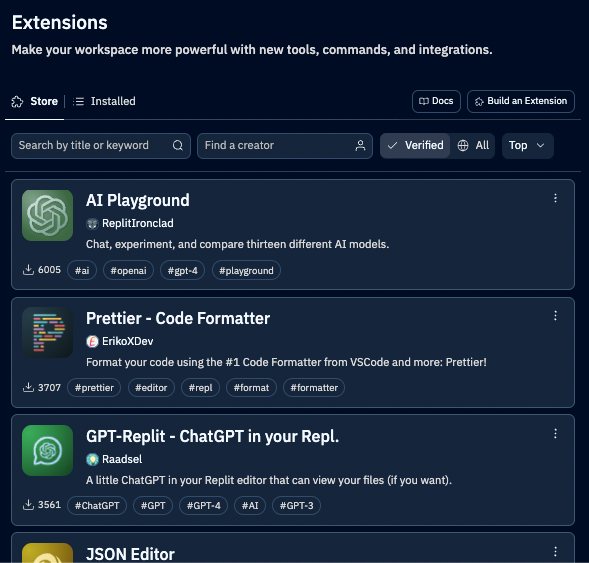 Extensions
Make your workspace more powerful with new tools, commands, and integrations.
Store
Installed
Docs
Build an Extension
Search by title or keyword
Find a creator
Verified
All
Top
AI Playground
ReplitIronclad
Chat, experiment, and compare thirteen different AI models.
6005 #ai #openai #gpt-4 #playground
Prettier - Code Formatter
ErikoXDev
Format your code using the #1 Code Formatter from VSCode and more: Prettier!
3707 #prettier #editor #repl #format #formatter
GPT-Replit - ChatGPT in your Repl.
Raadsel
A little ChatGPT in your Replit editor that can view your files (if you want).
3561 #ChatGPT #GPT #GPT-4 #AI #GPT-3
JSON Editor